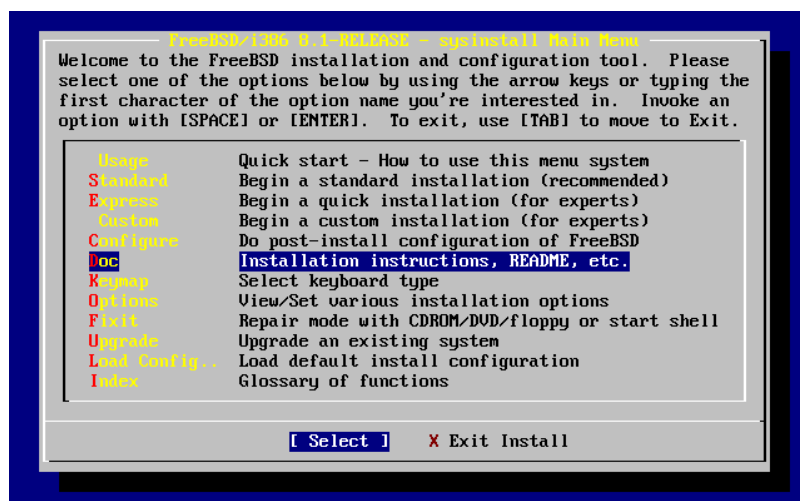 FreeBSD/i386 8.1-RELEASE - sysinstall Main Menu
Welcome to the FreeBSD installation and configuration tool.  Please
select one of the options below by using the arrow keys or typing the
first character of the option name you're interested in.  Invoke an
option with [SPACE] or [ENTER].  To exit, use [TAB] to move to Exit.
Usage Quick start - How to use this menu system
Standard Begin a standard installation (recommended)
Express Begin a quick installation (for experts)
Custom Begin a custom installation (for experts)
Configure Do post-install configuration of FreeBSD
Doc Installation instructions, README, etc.
Keymap Select keyboard type
Options View/Set various installation options
Fixit Repair mode with CDROM/DVD/floppy or start shell
Upgrade Upgrade an existing system
Load Config.. Load default install configuration
Index Glossary of functions
[ Select ] X Exit Install